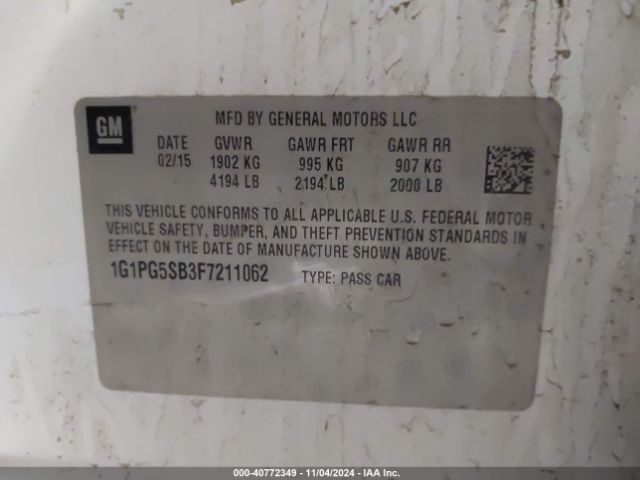 GM
MFD BY GENERAL MOTORS LLC
DATE GVWR GAWR FRT GAWR RR
02/15 1902 KG 995 KG 907 KG
4194 LB 2194 LB 2000 LB
THIS VEHICLE CONFORMS TO ALL APPLICABLE U.S. FEDERAL MOTOR
VEHICLE SAFETY, BUMPER, AND THEFT PREVENTION STANDARDS IN
EFFECT ON THE DATE OF MANUFACTURE SHOWN ABOVE.
1G1PG5SB3F7211062 TYPE: PASS CAR
000-40772349 - 11/04/2024 - IAA Inc.